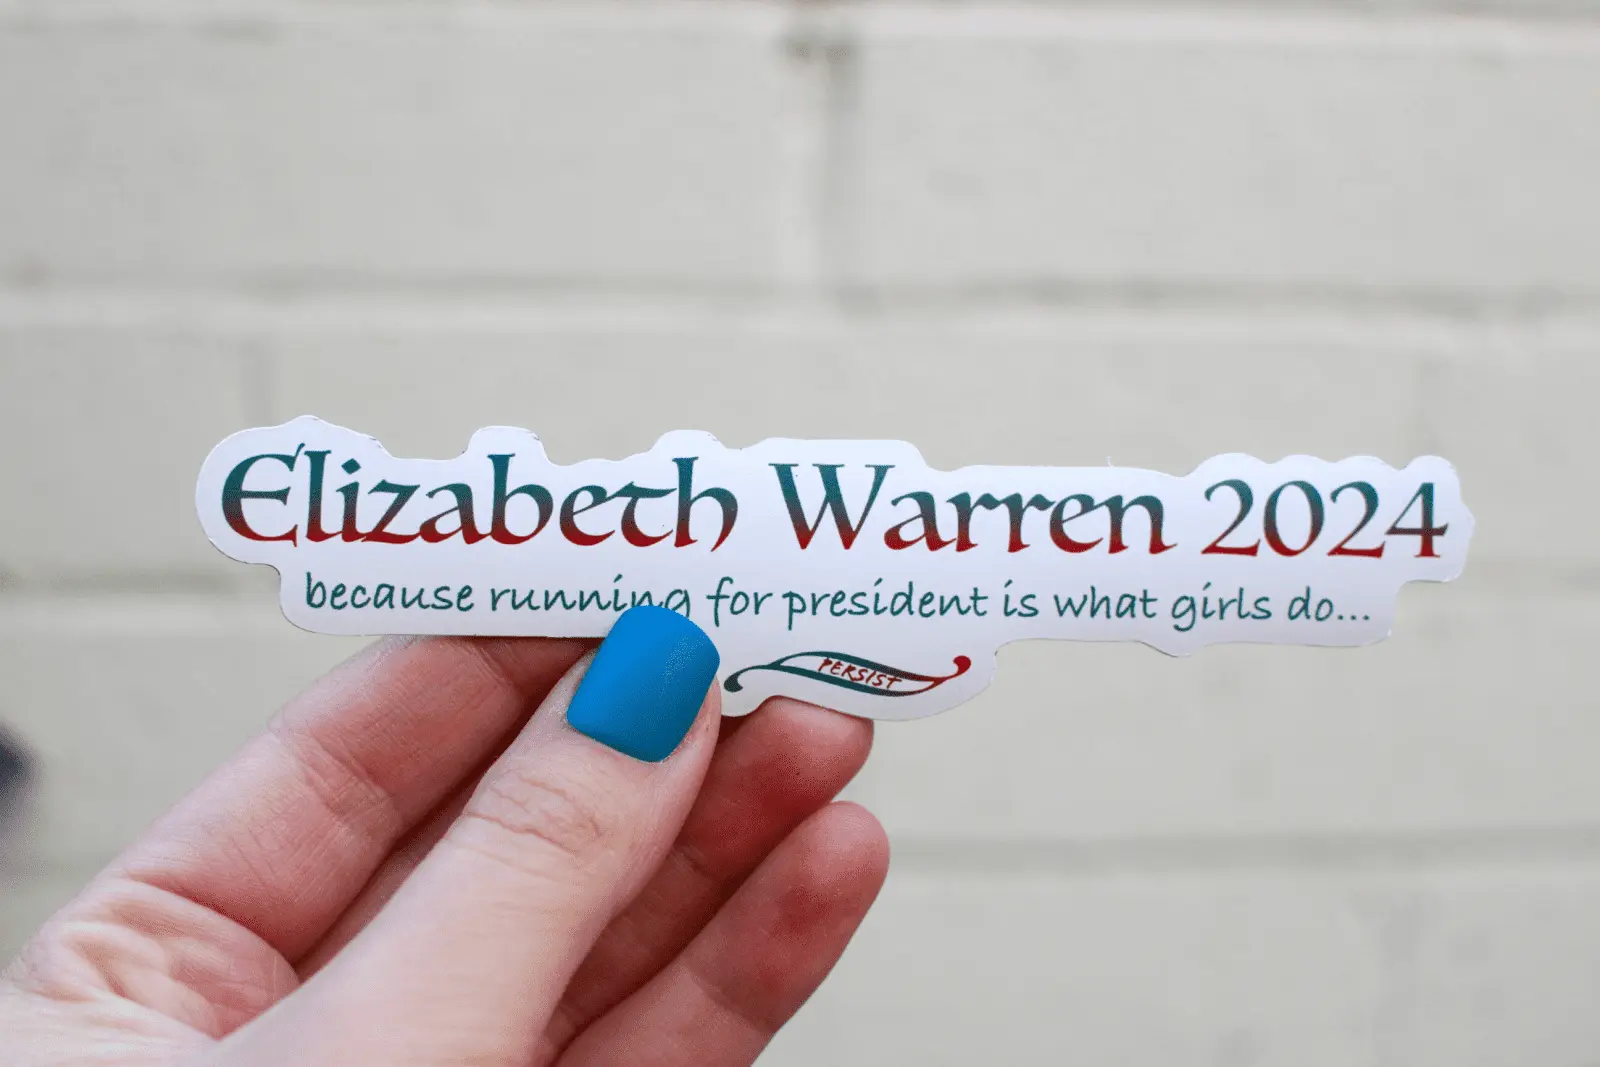 Elizabeth Warren 2024
because running for president is what girls do...
PERSIST